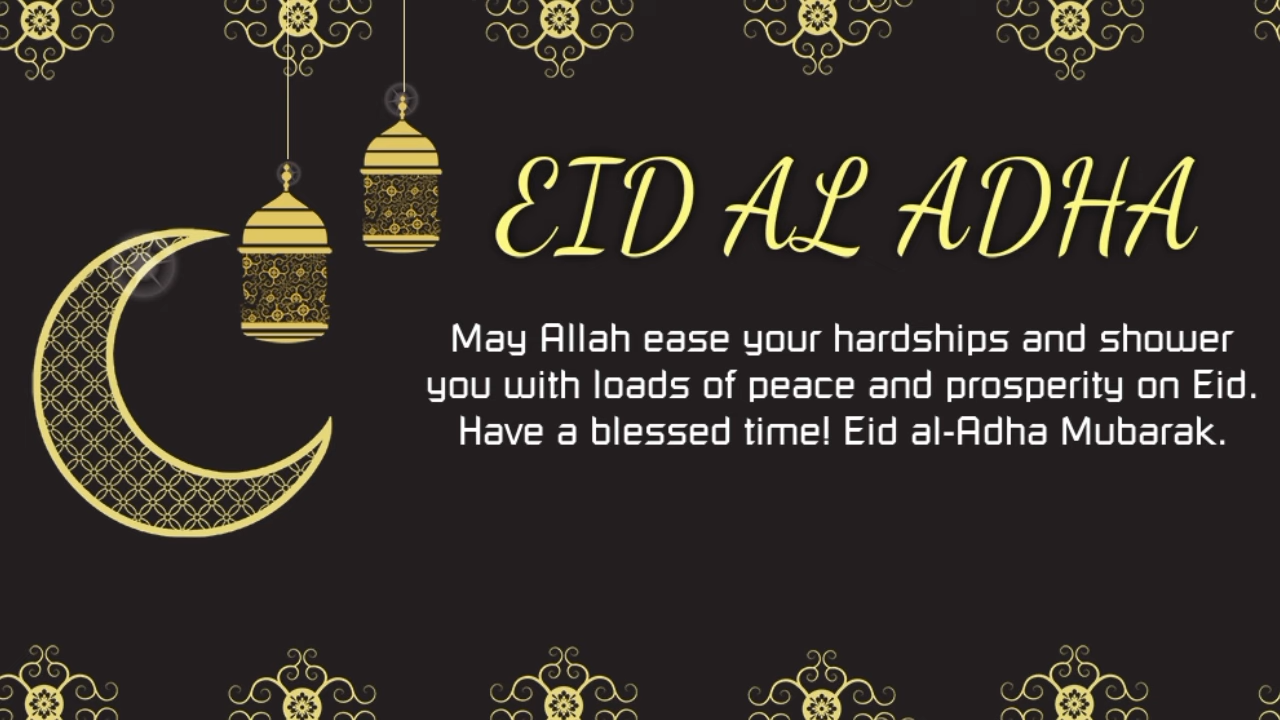 EID AL ADHA
May Allah ease your hardships and shower
you with loads of peace and prosperity on Eid.
Have a blessed time! Eid al-Adha Mubarak.